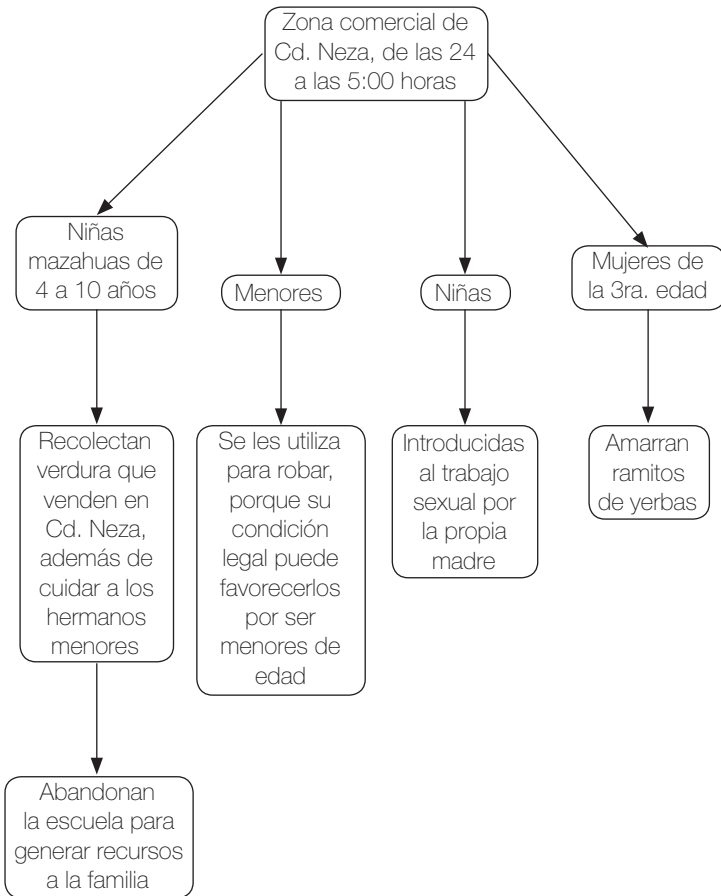 Zona comercial de
Cd. Neza, de las 24
a las 5:00 horas
Niñas
mazahuas de
4 a 10 años
Menores
Niñas
Mujeres de
la 3ra. edad
Recolectan
verdura que
venden en
Cd. Neza,
además de
cuidar a los
hermanos
menores
Se les utiliza
para robar,
porque su
condición
legal puede
favorecerlos
por ser
menores de
edad
Introducidas
al trabajo
sexual por
la propia
madre
Amarran
ramitos
de yerbas
Abandonan
la escuela para
generar recursos
a la familia